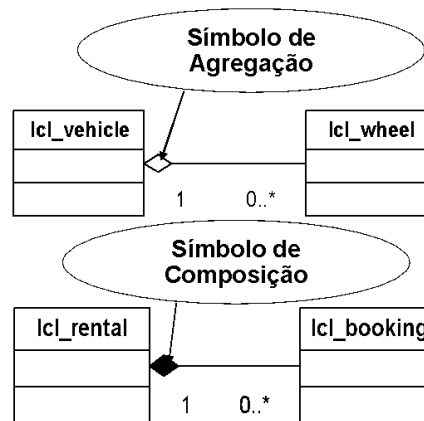 Símbolo de
Agregação
lcl_vehicle
lcl_wheel
1
0..*
Símbolo de
Composição
lcl_rental
lcl_booking
1
0..*